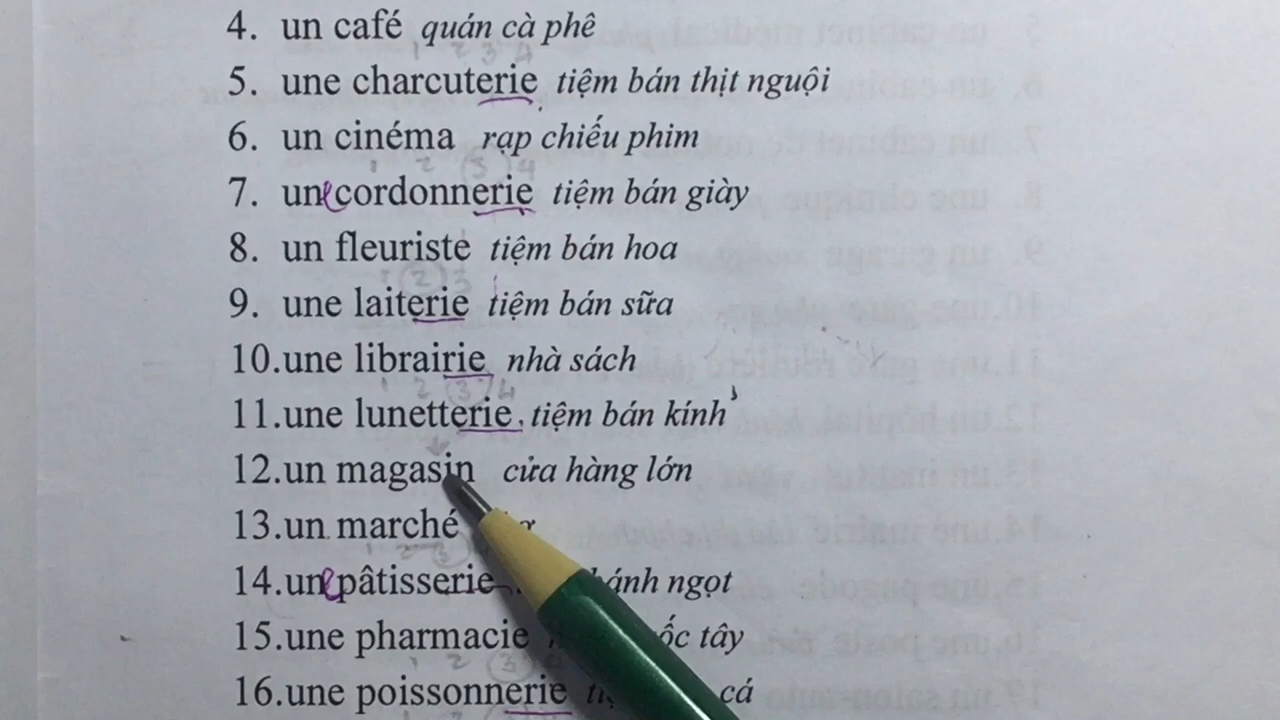 4. un café quán cà phê
5. une charcuterie tiệm bán thịt nguội
6. un cinéma rạp chiếu phim
7. une cordonnerie tiệm bán giày
8. un fleuriste tiệm bán hoa
9. une laiterie tiệm bán sữa
10.une librairie nhà sách
11.une lunetterie tiệm bán kính
12.un magasin cửa hàng lớn
13.un marché
14.une pâtisserie bánh ngọt
15.une pharmacie tây
16.une poissonnerie cá